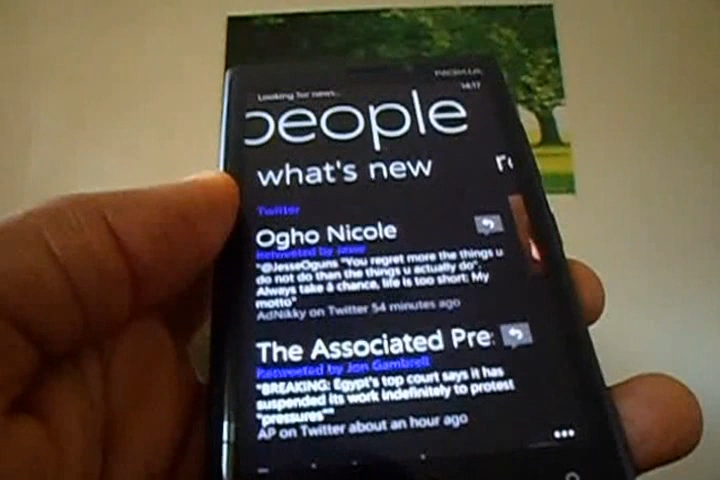 NOKIA
Looking for news...
14:17
people
what's new
Twitter
Ogho Nicole
Retweeted by Jesse
"@JesseOguns "You regret more the things u
do not do than the things u actually do".
Always take a chance, life is too short: My
motto"
AdNikky on Twitter 54 minutes ago
The Associated Pre
Retweeted by Jon Gambrell
"BREAKING: Egypt's top court says it has
suspended its work indefinitely to protest
"pressures""
AP on Twitter about an hour ago